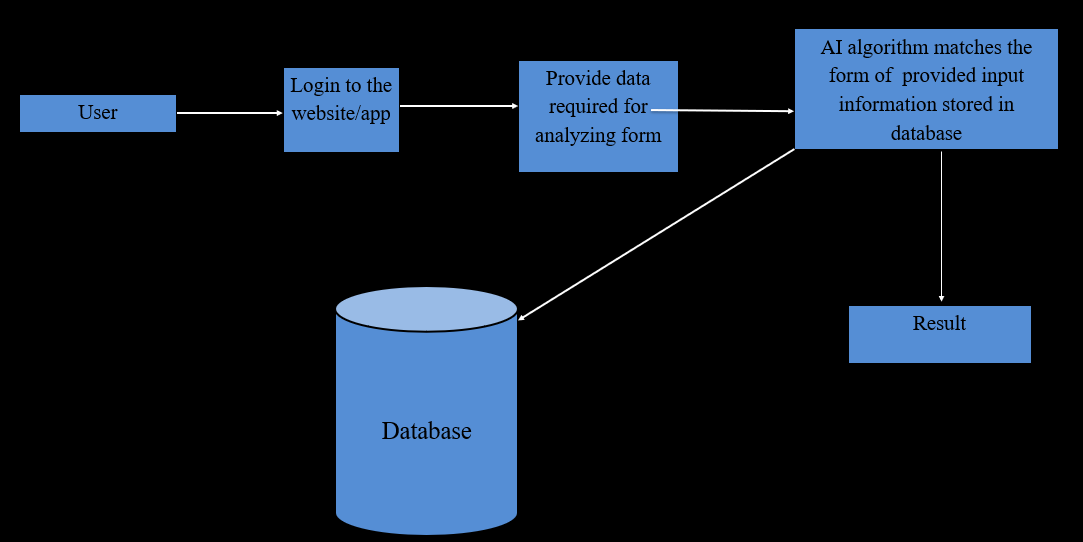 User
Login to the
website/app
Provide data
required for
analyzing form
AI algorithm matches the
form of  provided input
information stored in
database
Result
Database